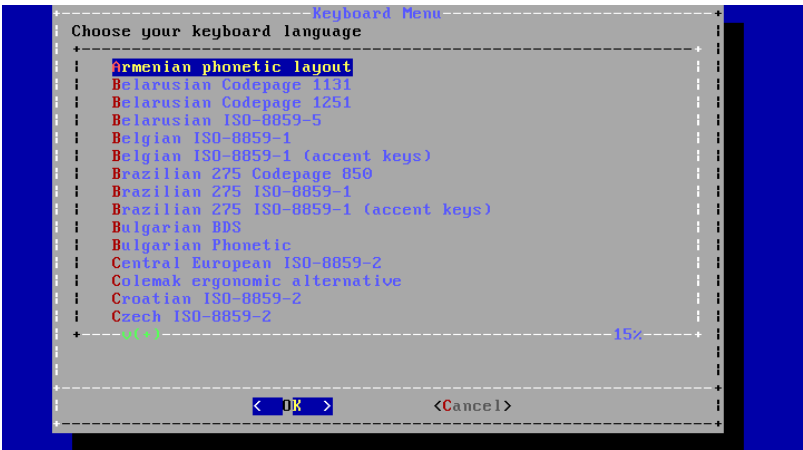 Keyboard Menu
Choose your keyboard language
Armenian phonetic layout
Belarusian Codepage 1131
Belarusian Codepage 1251
Belarusian ISO-8859-5
Belgian ISO-8859-1
Belgian ISO-8859-1 (accent keys)
Brazilian 275 Codepage 850
Brazilian 275 ISO-8859-1
Brazilian 275 ISO-8859-1 (accent keys)
Bulgarian BDS
Bulgarian Phonetic
Central European ISO-8859-2
Colemak ergonomic alternative
Croatian ISO-8859-2
Czech ISO-8859-2
v(+) 15%
< OK > <Cancel>